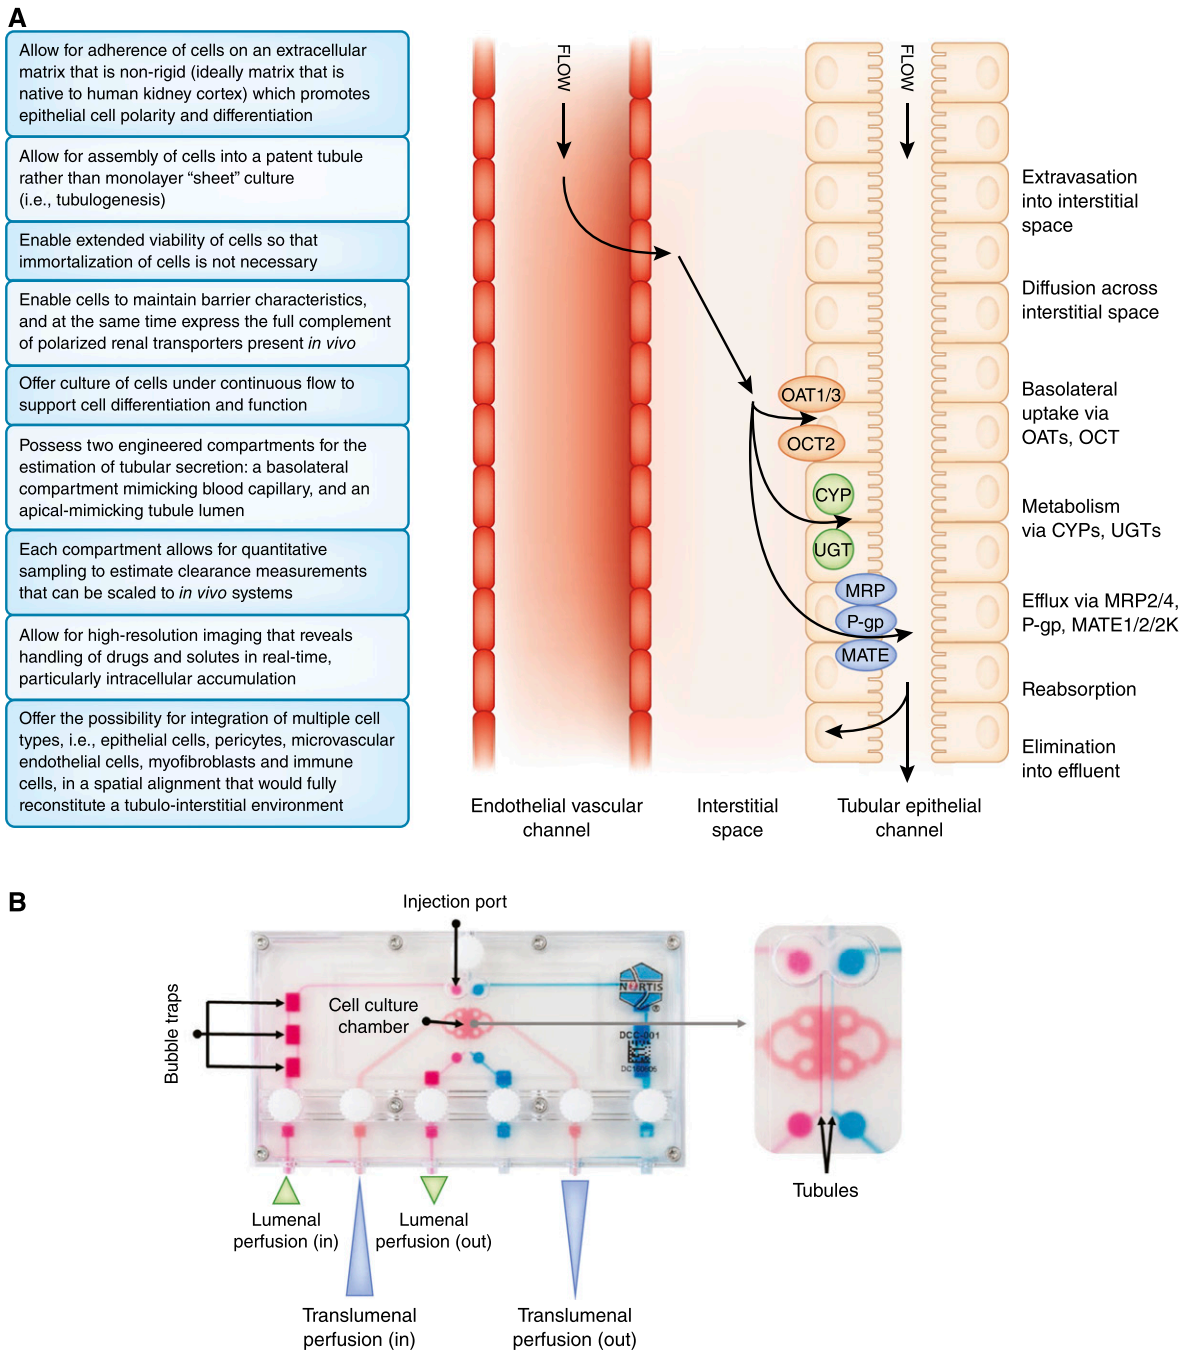 A
Allow for adherence of cells on an extracellular
matrix that is non-rigid (ideally matrix that is
native to human kidney cortex) which promotes
epithelial cell polarity and differentiation
Allow for assembly of cells into a patent tubule
rather than monolayer “sheet” culture
(i.e., tubulogenesis)
Enable extended viability of cells so that
immortalization of cells is not necessary
Enable cells to maintain barrier characteristics,
and at the same time express the full complement
of polarized renal transporters present in vivo
Offer culture of cells under continuous flow to
support cell differentiation and function
Possess two engineered compartments for the
estimation of tubular secretion: a basolateral
compartment mimicking blood capillary, and an
apical-mimicking tubule lumen
Each compartment allows for quantitative
sampling to estimate clearance measurements
that can be scaled to in vivo systems
Allow for high-resolution imaging that reveals
handling of drugs and solutes in real-time,
particularly intracellular accumulation
Offer the possibility for integration of multiple cell
types, i.e., epithelial cells, pericytes, microvascular
endothelial cells, myofibroblasts and immune
cells, in a spatial alignment that would fully
reconstitute a tubulo-interstitial environment
FLOW
FLOW
OAT1/3
OCT2
CYP
UGT
MRP
P-gp
MATE
Extravasation
into interstitial
space
Diffusion across
interstitial space
Basolateral
uptake via
OATs, OCT
Metabolism
via CYPs, UGTs
Efflux via MRP2/4,
P-gp, MATE1/2/2K
Reabsorption
Elimination
into effluent
Endothelial vascular
channel
Interstitial
space
Tubular epithelial
channel
B
Injection port
Bubble traps
Cell culture
chamber
NORTIS
®
DCC-001
Tubules
Lumenal
perfusion (in)
Lumenal
perfusion (out)
Translumenal
perfusion (in)
Translumenal
perfusion (out)